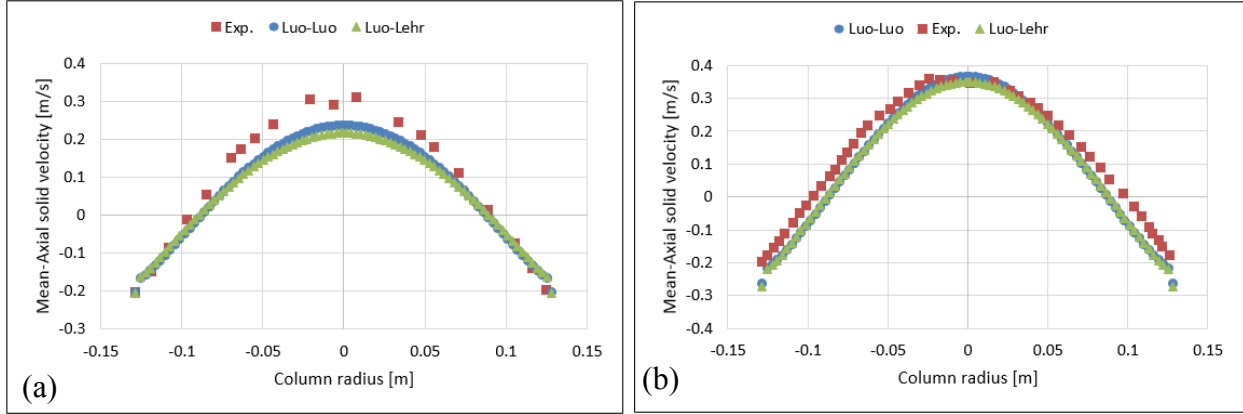 Exp. Luo-Luo Luo-Lehr
Mean-Axial solid velocity [m/s]
0.4
0.3
0.2
0.1
0
-0.1
-0.2
-0.3
-0.15 -0.1 -0.05 0 0.05 0.1 0.15
Column radius [m]
(a)
Luo-Luo Exp. Luo-Lehr
Mean-Axial solid velocity [m/s]
0.4
0.3
0.2
0.1
0
-0.1
-0.2
-0.3
-0.4
-0.15 -0.1 -0.05 0 0.05 0.1 0.15
Column radius [m]
(b)